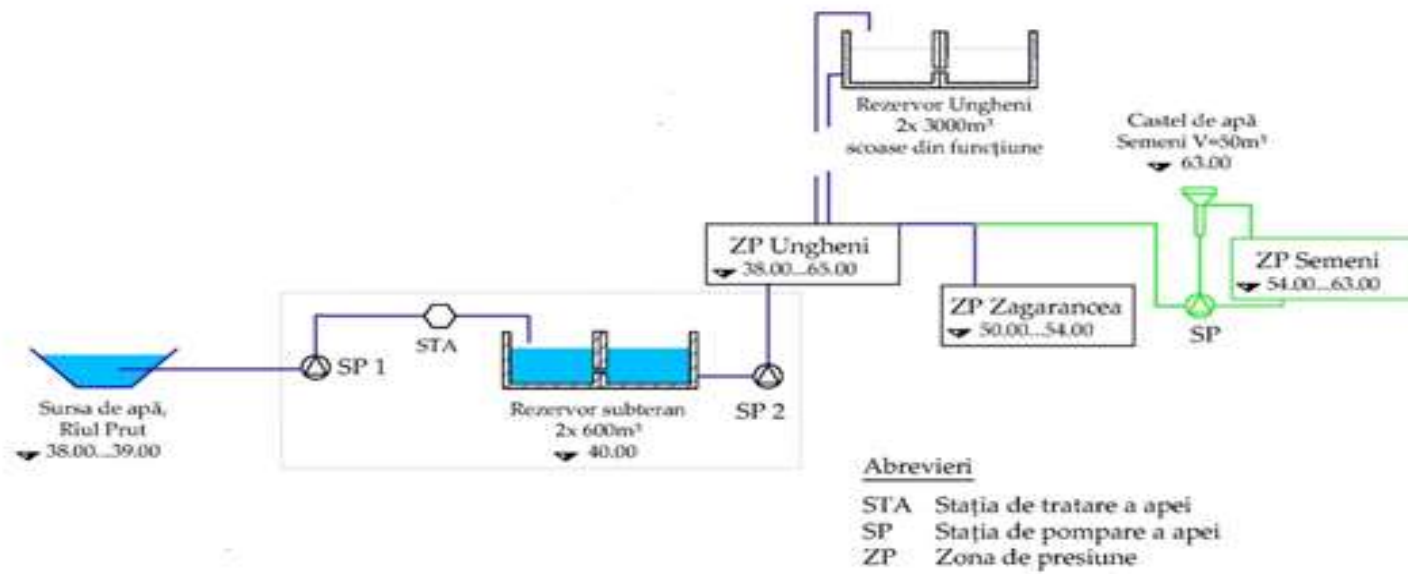 Rezervor Ungheni
2x 3000m³
scoase din funcțiune
Castel de apă
Semeni V=50m³
63.00
ZP Ungheni
38.00...65.00
ZP Semeni
54.00...63.00
ZP Zagarancea
50.00...54.00
SP
STA
SP 1
SP 2
Sursa de apă,
Rîul Prut
38.00...39.00
Rezervor subteran
2x 600m³
40.00
Abrevieri
STA Stația de tratare a apei
SP Stația de pompare a apei
ZP Zona de presiune